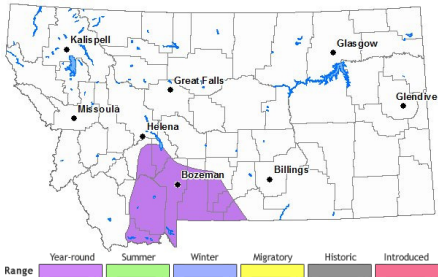 Kalispell
Glasgow
Great Falls
Glendive
Missoula
Helena
Billings
Bozeman
Year-round Summer Winter Migratory Historic Introduced
Range